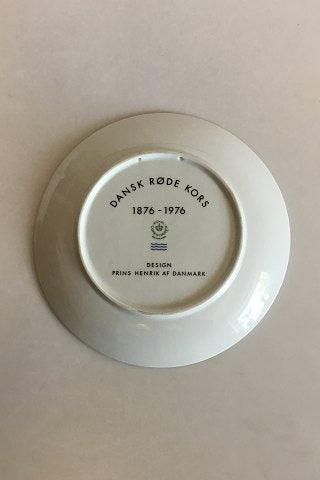 DANSK RØDE KORS
1876-1976
DESIGN
PRINS HENRIK AF DANMARK